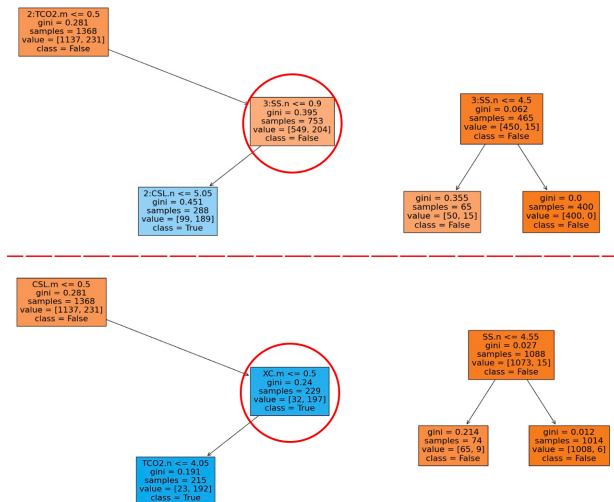 2:TCO2.m <= 0.5
gini = 0.281
samples = 1368
value = [1137, 231]
class = False
3:SS.n <= 0.9
gini = 0.395
samples = 753
value = [549, 204]
class = False
3:SS.n <= 4.5
gini = 0.062
samples = 465
value = [450, 15]
class = False
2:CSL.n <= 5.05
gini = 0.451
samples = 288
value = [99, 189]
class = True
gini = 0.355
samples = 65
value = [50, 15]
class = False
gini = 0.0
samples = 400
value = [400, 0]
class = False
CSL.m <= 0.5
gini = 0.281
samples = 1368
value = [1137, 231]
class = False
XC.m <= 0.5
gini = 0.24
samples = 229
value = [32, 197]
class = True
SS.n <= 4.55
gini = 0.027
samples = 1088
value = [1073, 15]
class = False
TCO2.n <= 4.05
gini = 0.191
samples = 215
value = [23, 192]
class = True
gini = 0.214
samples = 74
value = [65, 9]
class = False
gini = 0.012
samples = 1014
value = [1008, 6]
class = False